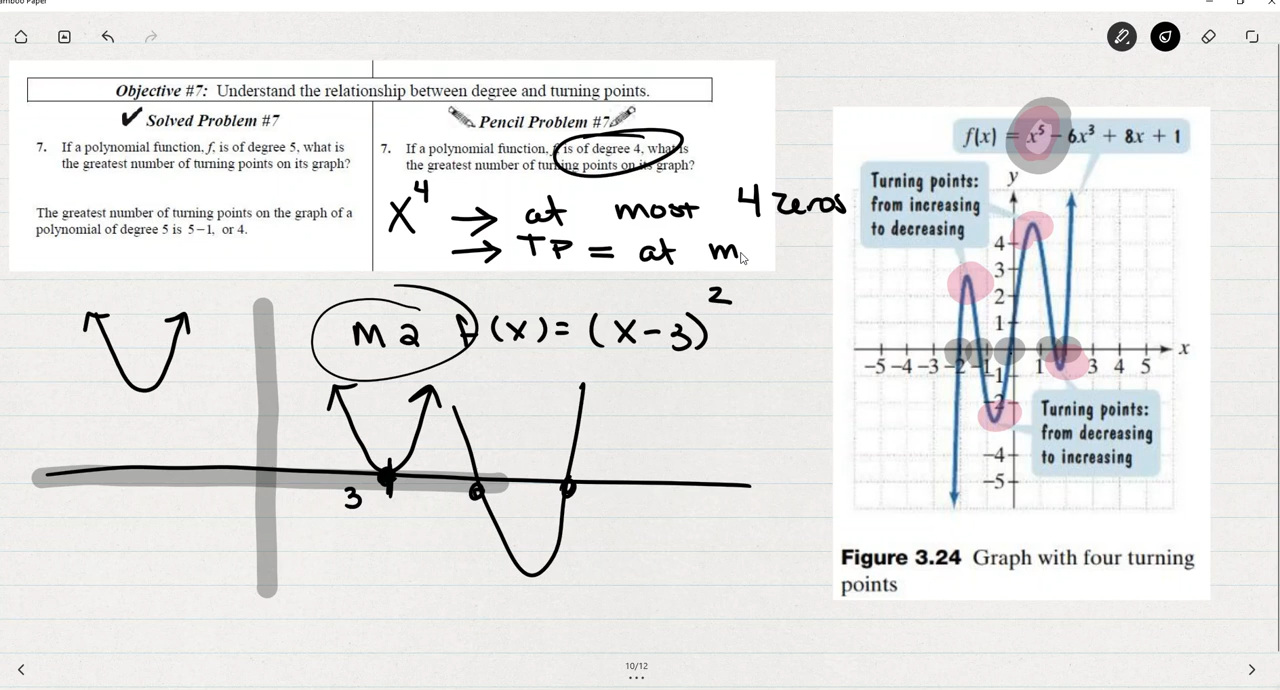 Bamboo Paper
Objective #7: Understand the relationship between degree and turning points.
✔ Solved Problem #7
7. If a polynomial function, f, is of degree 5, what is
the greatest number of turning points on its graph?
The greatest number of turning points on the graph of a
polynomial of degree 5 is 5−1, or 4.
Pencil Problem #7
7. If a polynomial function, f, is of degree 4, what is
the greatest number of turning points on its graph?
x⁴ → at most 4 zeros
→ TP = at m
M2 f(x) = (x−3)²
3
f(x) = x⁵ − 6x³ + 8x + 1
Turning points:
from increasing
to decreasing
y
4
3
2
1
−5 −4 −3 −2 −1 1 3 4 5 x
−1
−2
−4
−5
Turning points:
from decreasing
to increasing
Figure 3.24 Graph with four turning
points
10/12